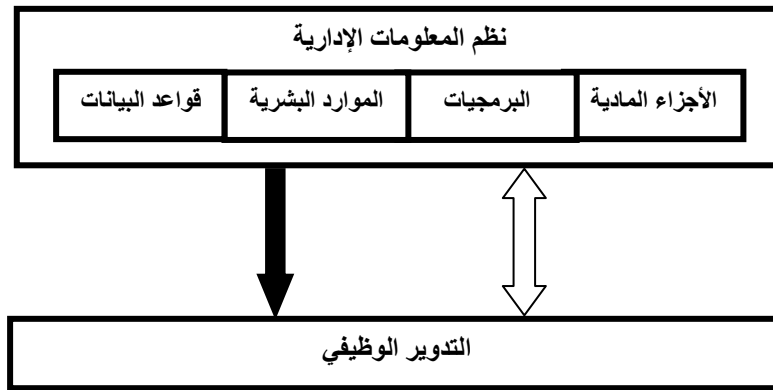 نظم المعلومات الإدارية
الأجزاء المادية
البرمجيات
الموارد البشرية
قواعد البيانات
التدوير الوظيفي